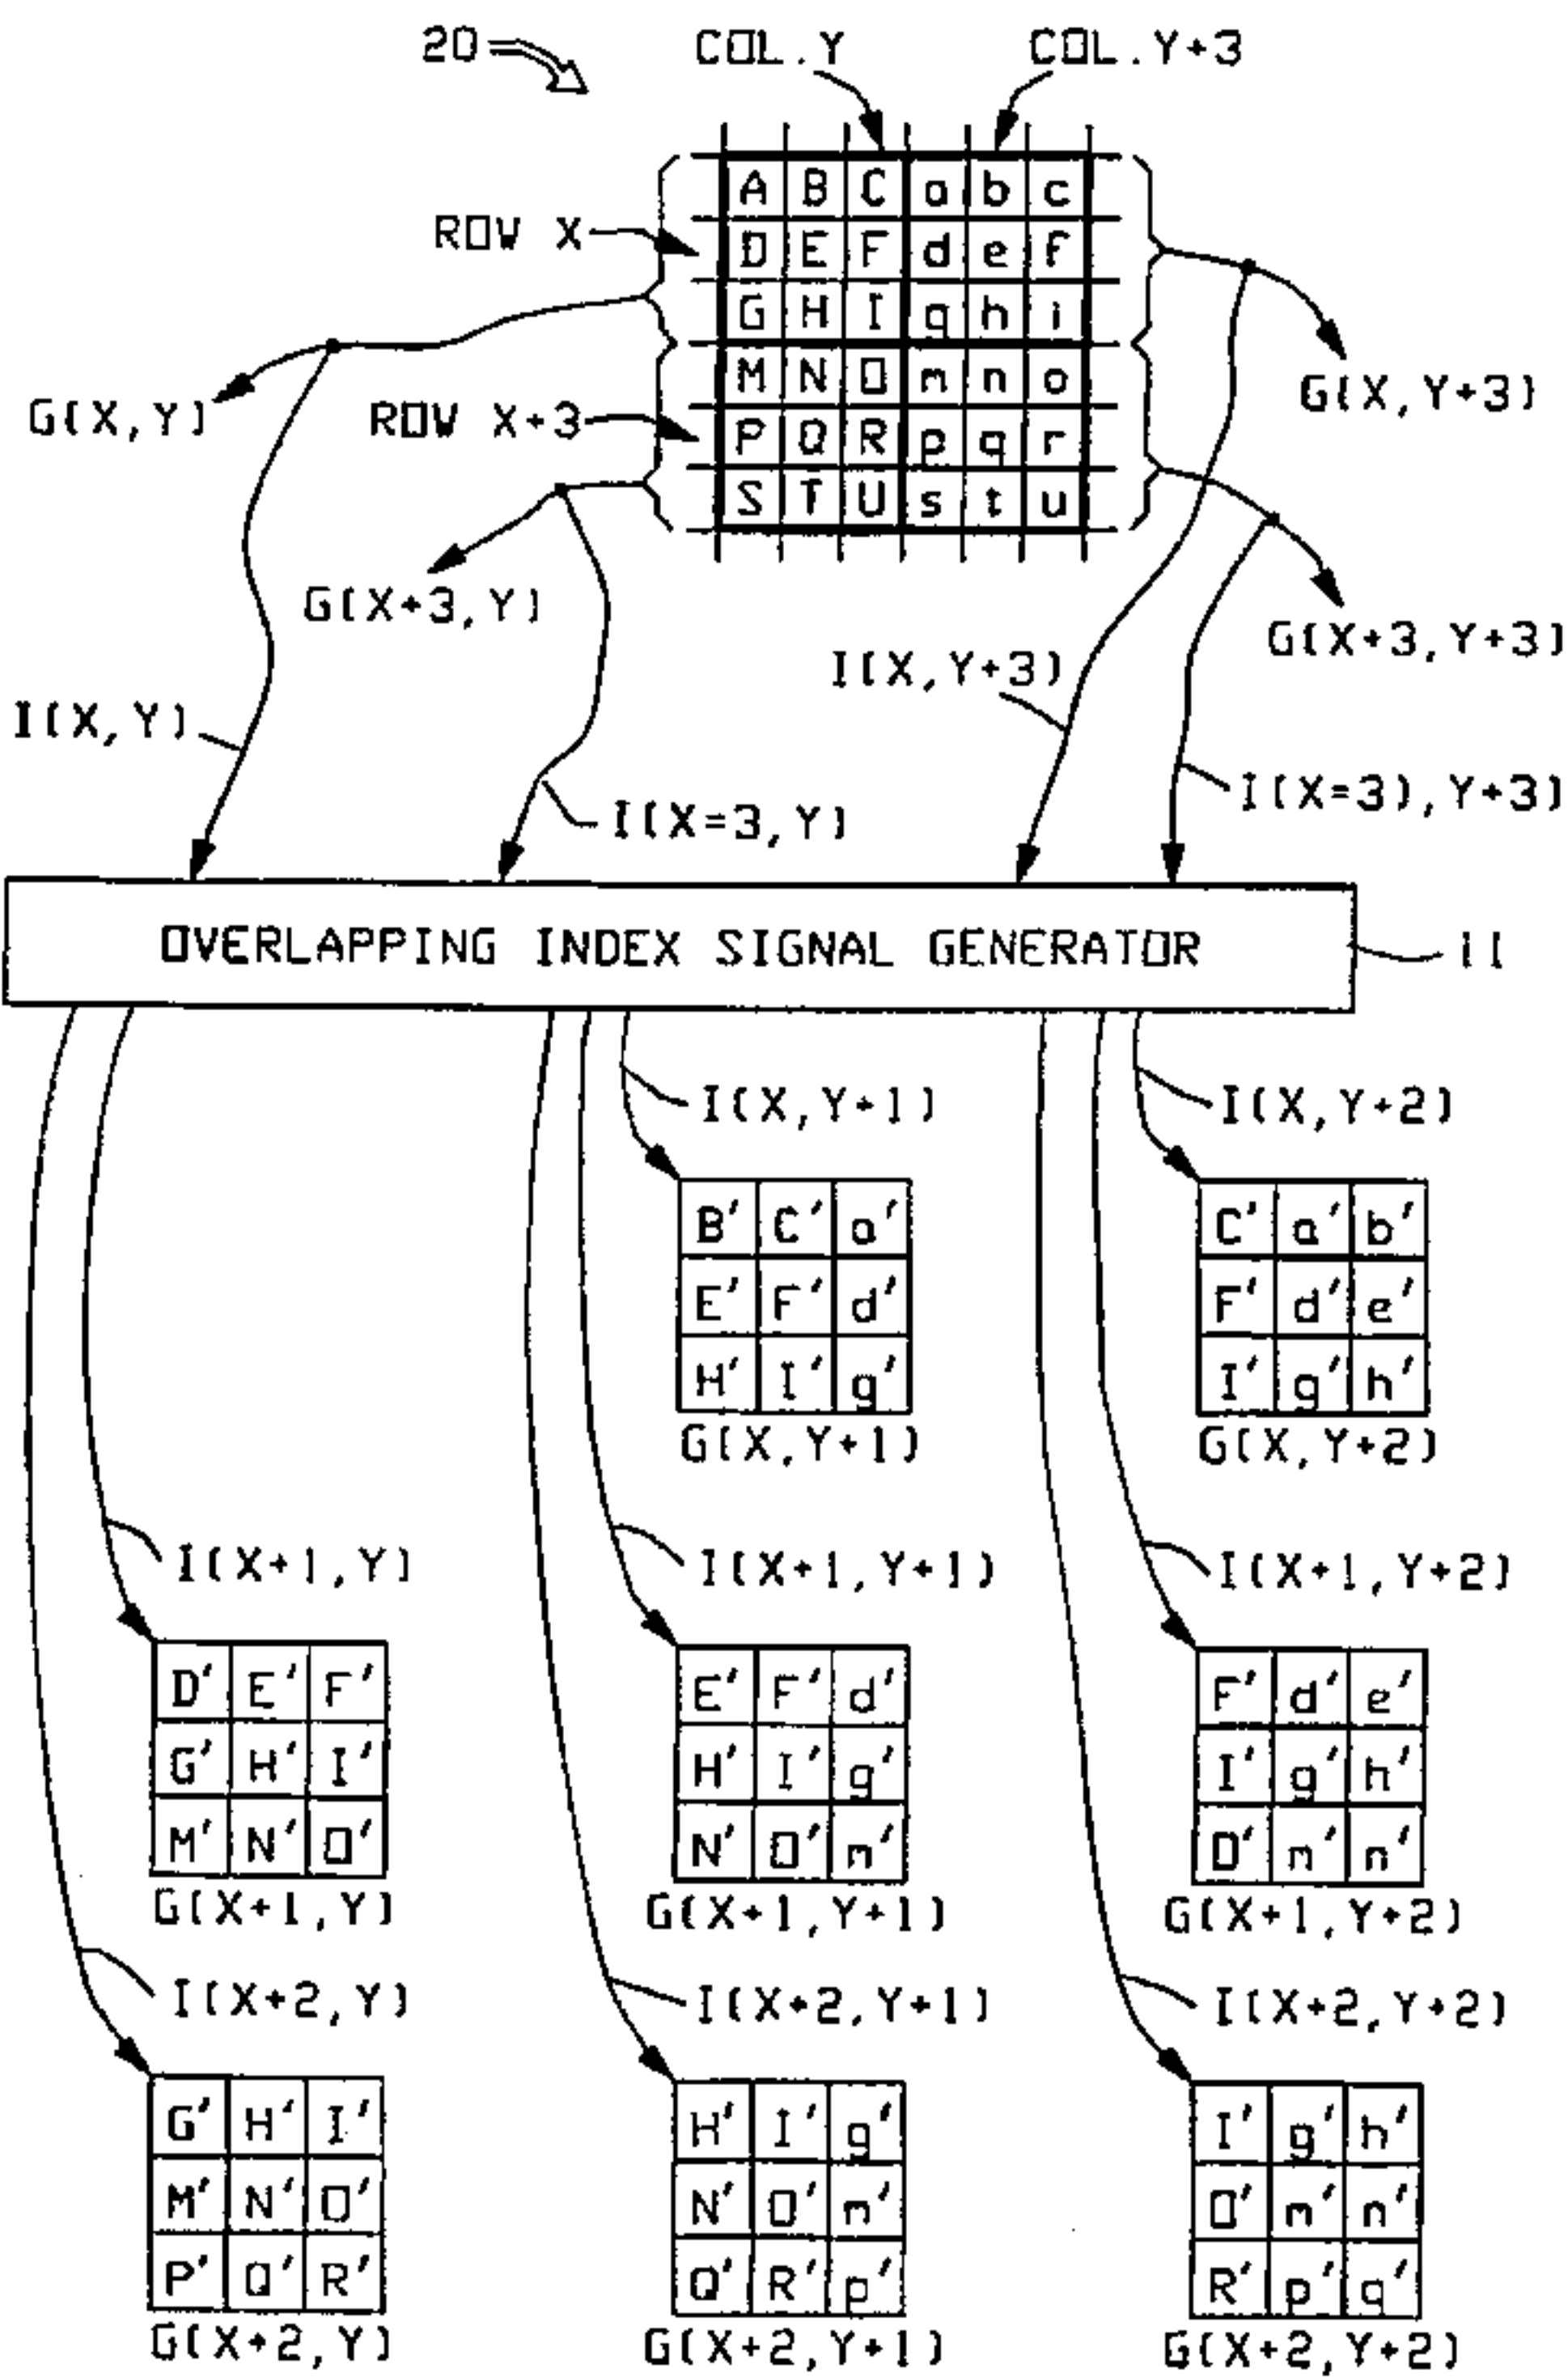 20
COL.Y
COL.Y+3
A B C a b c
ROW X
D E F d e f
G H I g h i
M N O m n o
G(X,Y)
ROW X+3
P Q R p q r
G(X,Y+3)
S T U s t u
G(X+3,Y)
G(X+3,Y+3)
I(X,Y)
I(X,Y+3)
I(X=3,Y)
I(X=3),Y+3)
OVERLAPPING INDEX SIGNAL GENERATOR
11
I(X,Y+1)
I(X,Y+2)
B' C' a'
E' F' d'
H' I' g'
G(X,Y+1)
C' a' b'
F' d' e'
I' g' h'
G(X,Y+2)
I(X+1,Y)
I(X+1,Y+1)
I(X+1,Y+2)
D' E' F'
G' H' I'
M' N' O'
G(X+1,Y)
E' F' d'
H' I' g'
N' O' m'
G(X+1,Y+1)
F' d' e'
I' g' h'
O' m' n'
G(X+1,Y+2)
I(X+2,Y)
I(X+2,Y+1)
I(X+2,Y+2)
G' H' I'
M' N' O'
P' Q' R'
G(X+2,Y)
H' I' g'
N' O' m'
Q' R' p'
G(X+2,Y+1)
I' g' h'
O' m' n'
R' p' q'
G(X+2,Y+2)